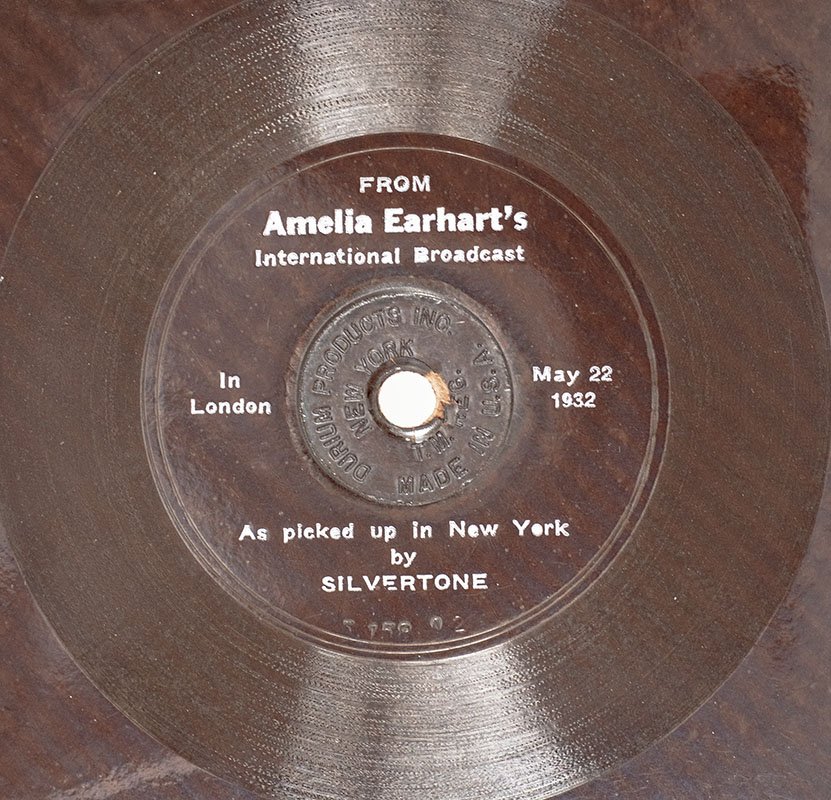 FROM
Amelia Earhart's
International Broadcast
In
London
May 22
1932
DURIUM PRODUCTS INC.
NEW YORK
MADE IN U.S.A.
As picked up in New York
by
SILVERTONE